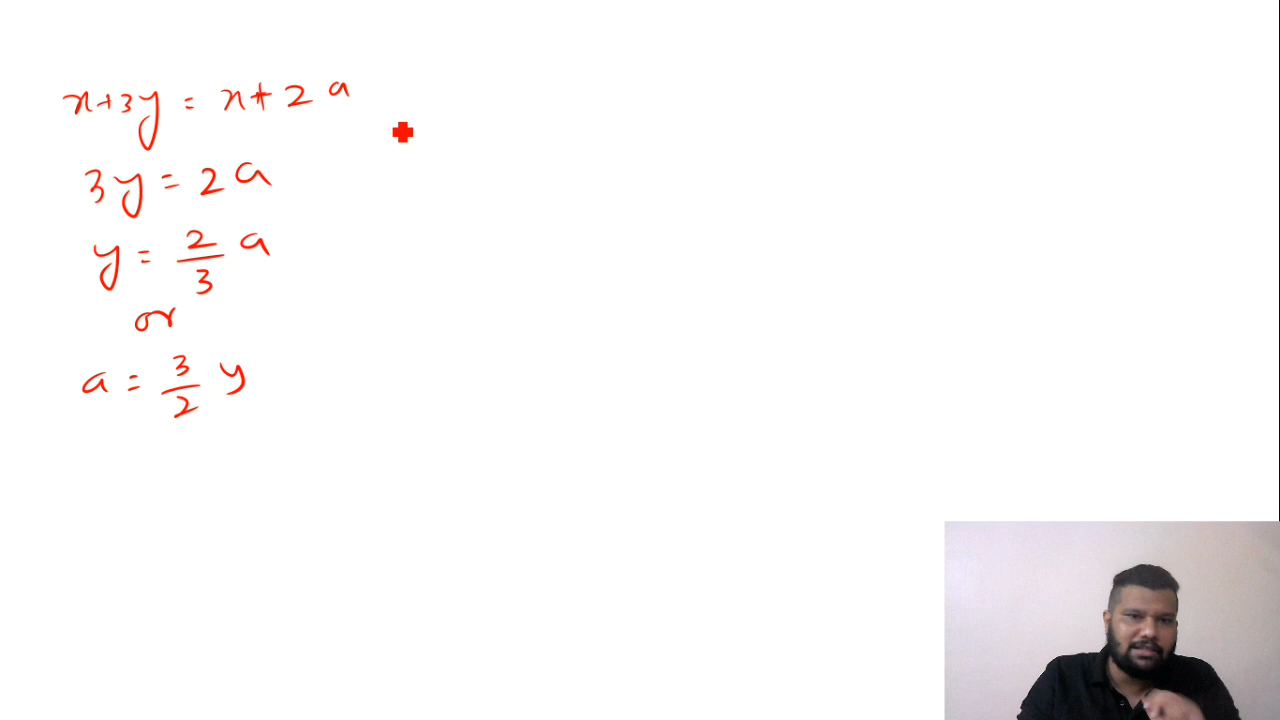 x+3y = x+2a
3y = 2a
y = 2/3 a
or
a = 3/2 y